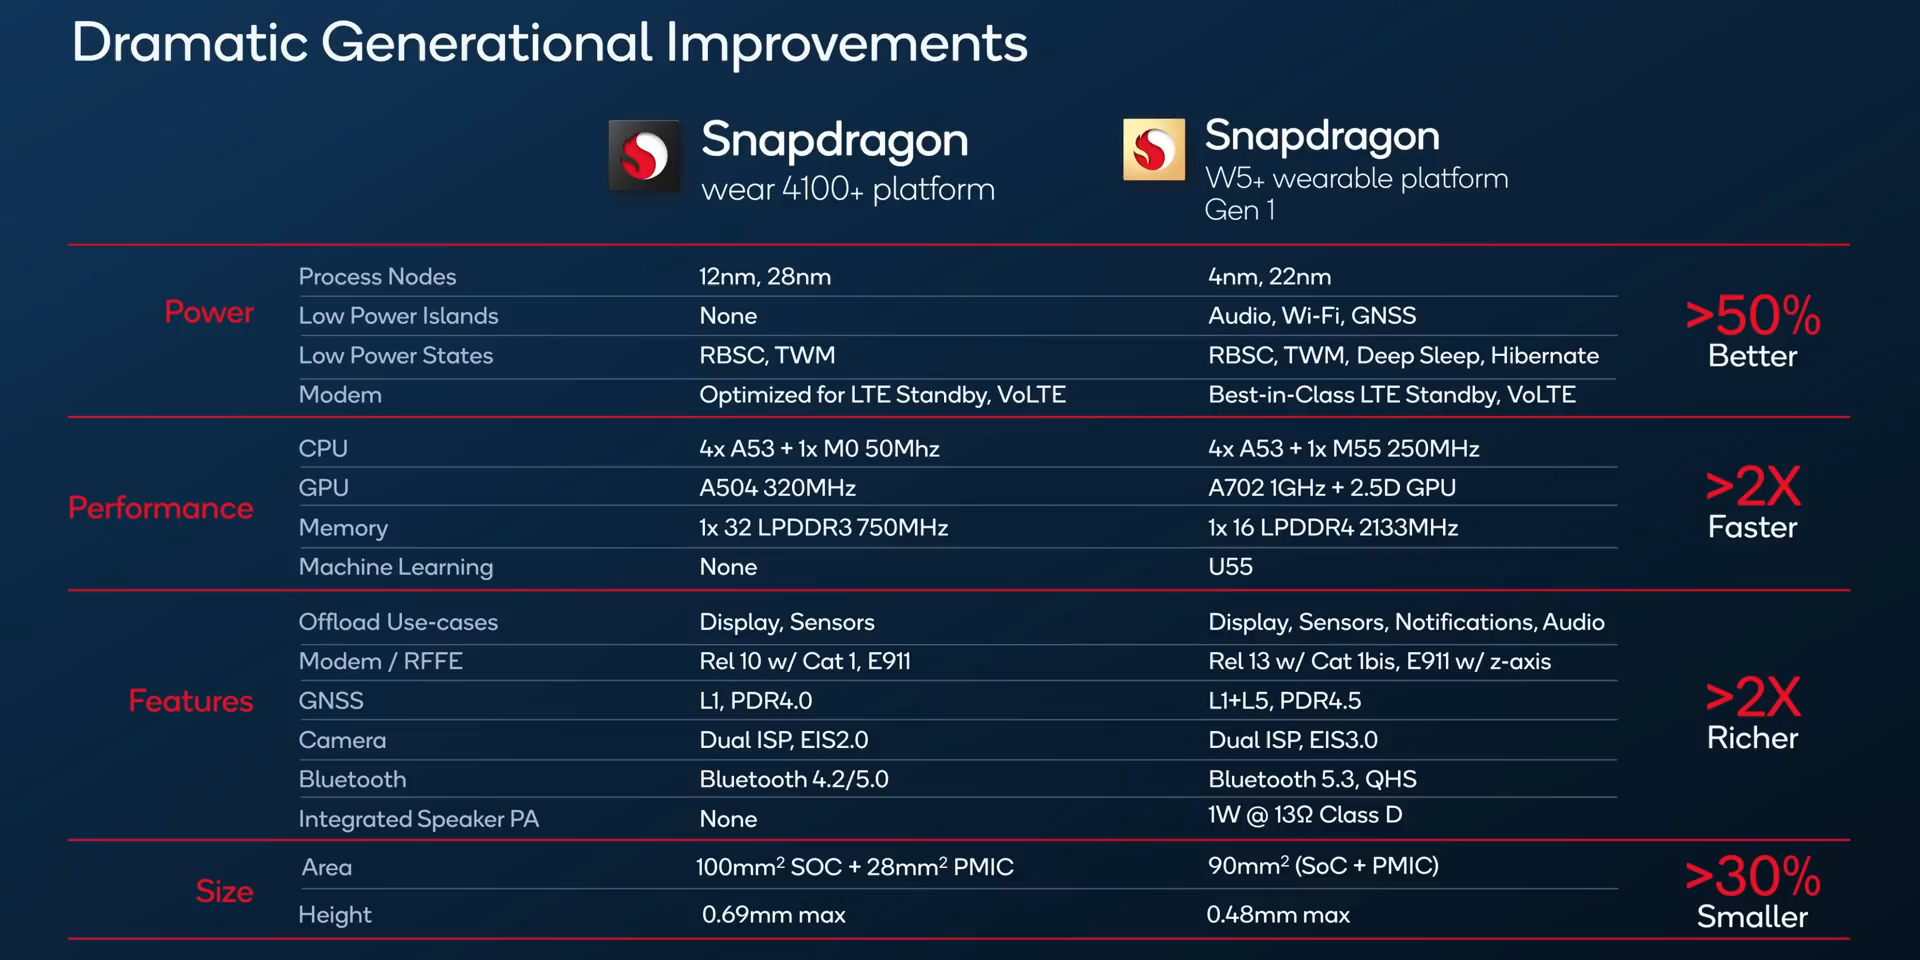 Dramatic Generational Improvements
Snapdragon
wear 4100+ platform
Snapdragon
W5+ wearable platform
Gen 1
Power
Process Nodes 12nm, 28nm 4nm, 22nm
Low Power Islands None Audio, Wi-Fi, GNSS
Low Power States RBSC, TWM RBSC, TWM, Deep Sleep, Hibernate
Modem Optimized for LTE Standby, VoLTE Best-in-Class LTE Standby, VoLTE
>50%
Better
Performance
CPU 4x A53 + 1x M0 50Mhz 4x A53 + 1x M55 250MHz
GPU A504 320MHz A702 1GHz + 2.5D GPU
Memory 1x 32 LPDDR3 750MHz 1x 16 LPDDR4 2133MHz
Machine Learning None U55
>2X
Faster
Features
Offload Use-cases Display, Sensors Display, Sensors, Notifications, Audio
Modem / RFFE Rel 10 w/ Cat 1, E911 Rel 13 w/ Cat 1bis, E911 w/ z-axis
GNSS L1, PDR4.0 L1+L5, PDR4.5
Camera Dual ISP, EIS2.0 Dual ISP, EIS3.0
Bluetooth Bluetooth 4.2/5.0 Bluetooth 5.3, QHS
Integrated Speaker PA None 1W @ 13Ω Class D
>2X
Richer
Size
Area 100mm² SOC + 28mm² PMIC 90mm² (SoC + PMIC)
Height 0.69mm max 0.48mm max
>30%
Smaller